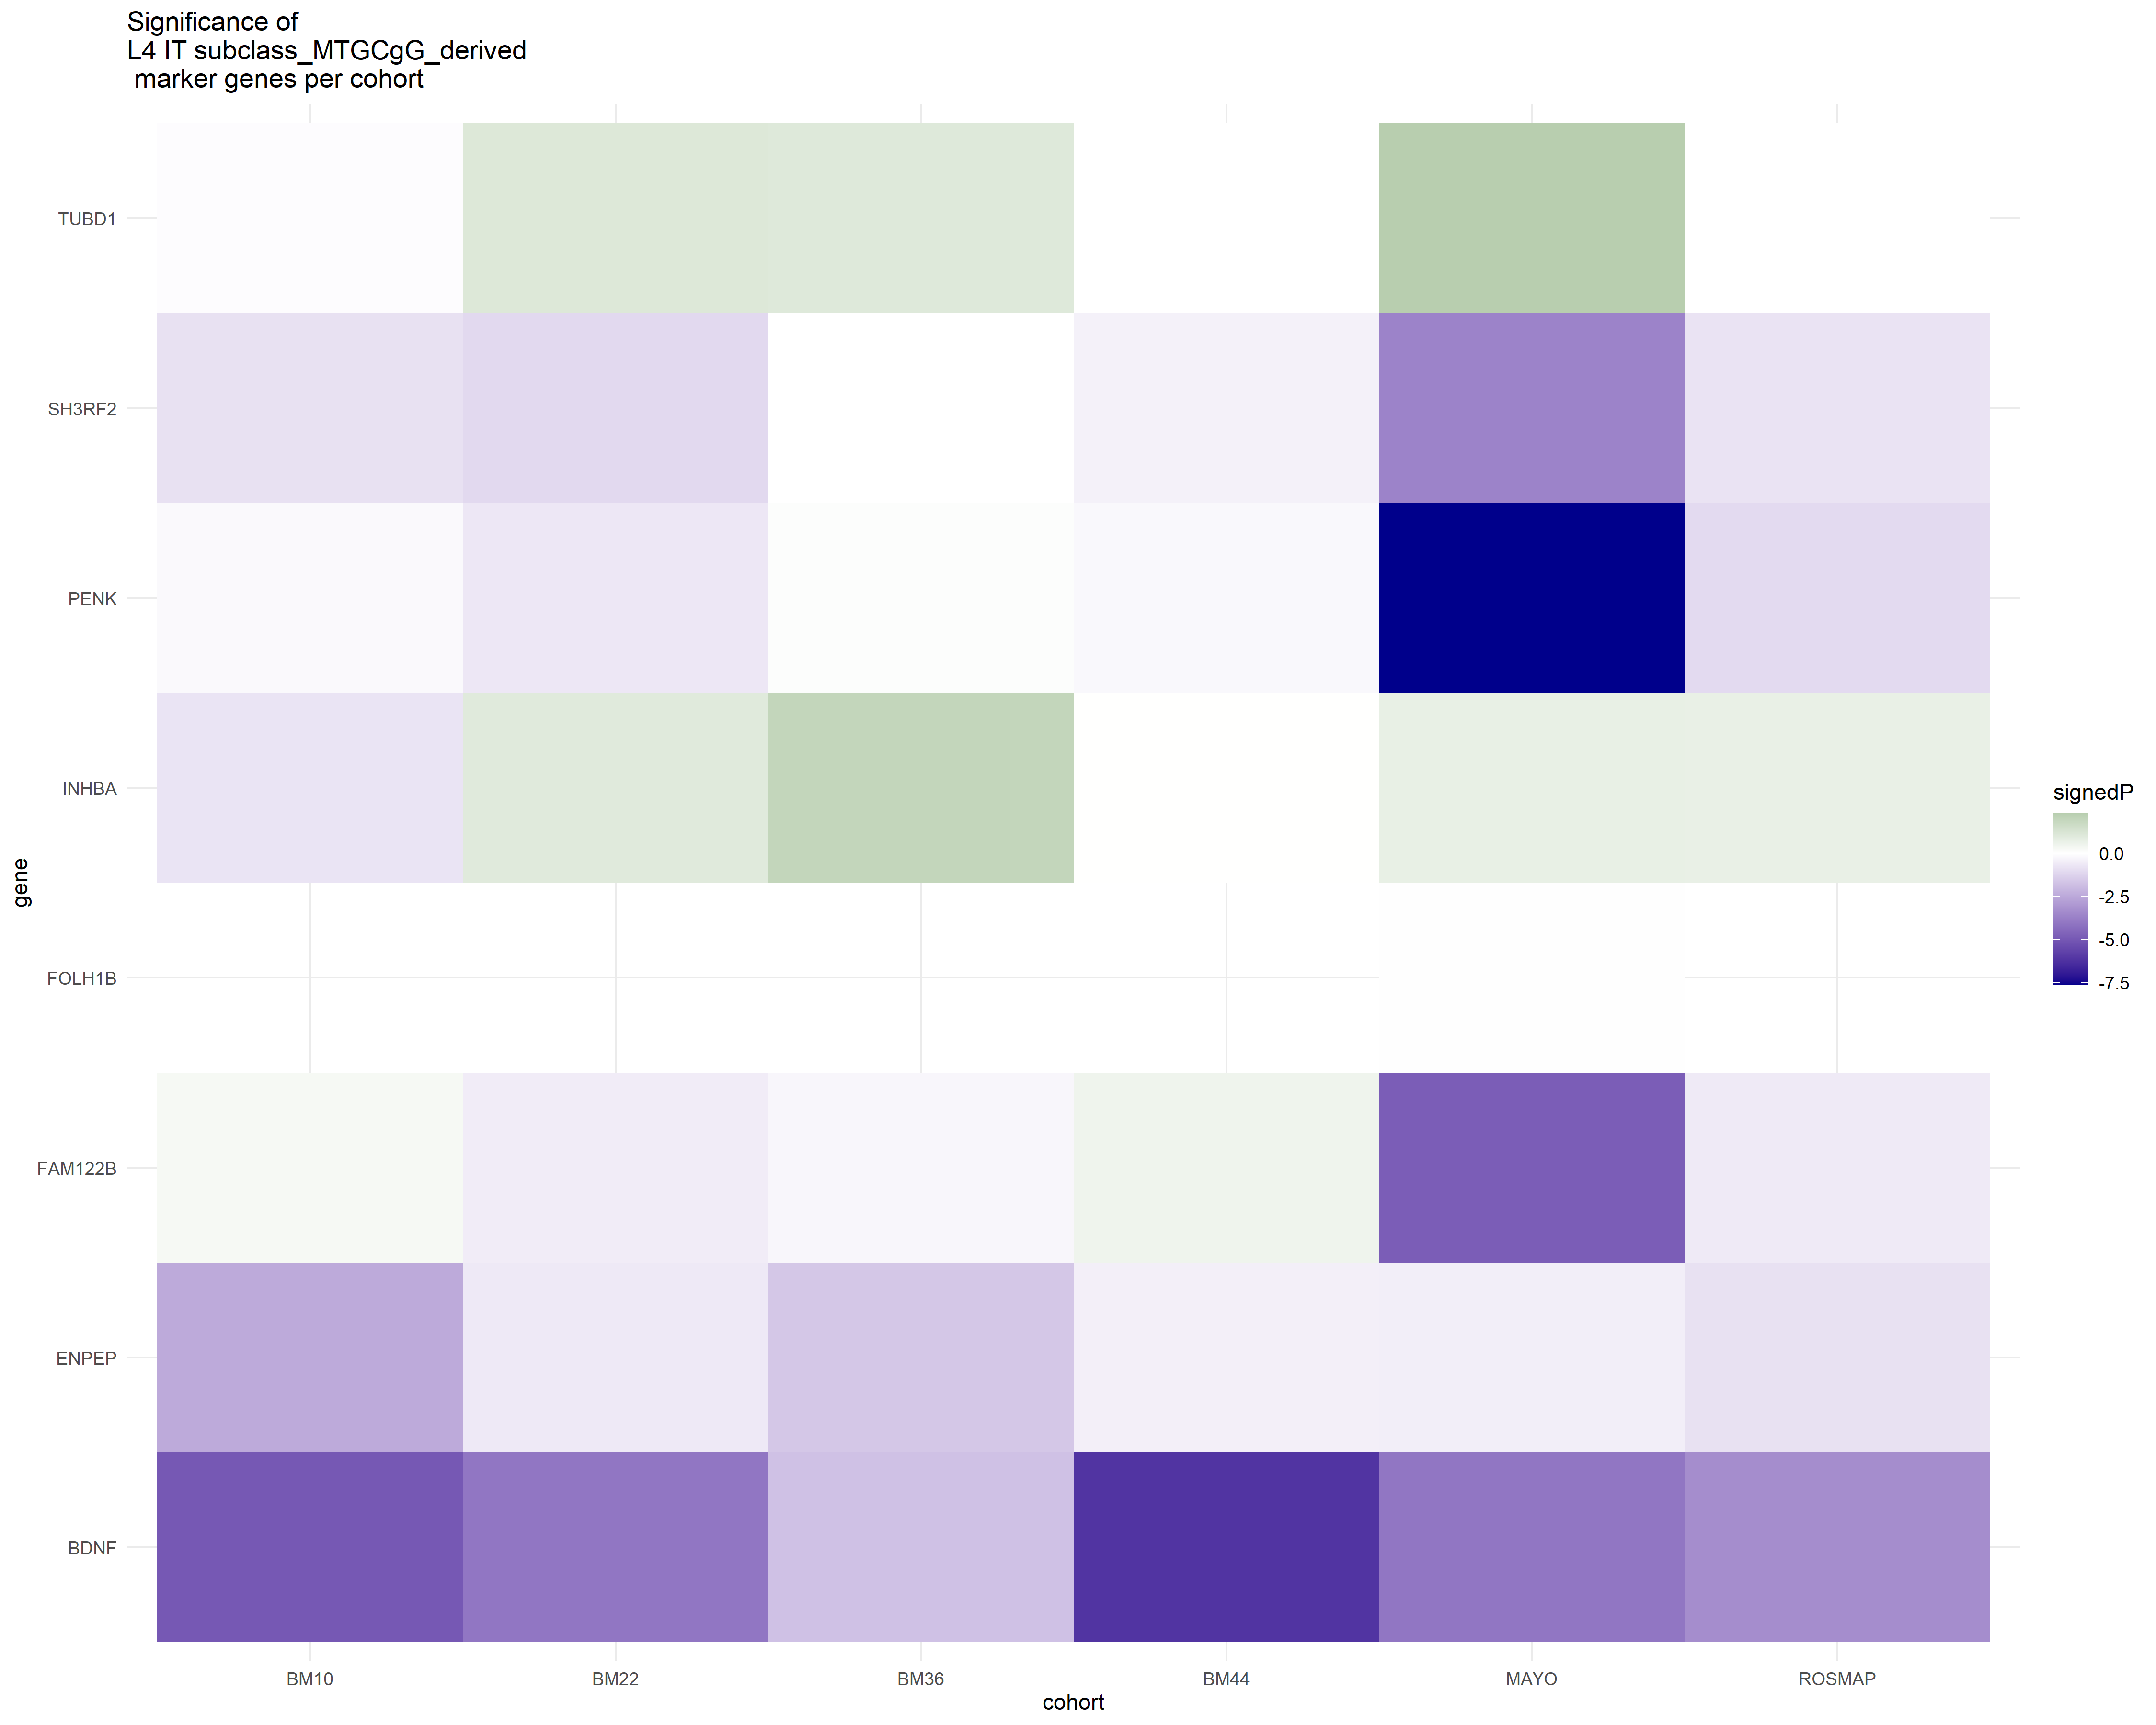 Significance of
L4 IT subclass_MTGCgG_derived
marker genes per cohort
TUBD1
SH3RF2
PENK
INHBA
FOLH1B
FAM122B
ENPEP
BDNF
gene
BM10
BM22
BM36
BM44
MAYO
ROSMAP
cohort
signedP
0.0
-2.5
-5.0
-7.5